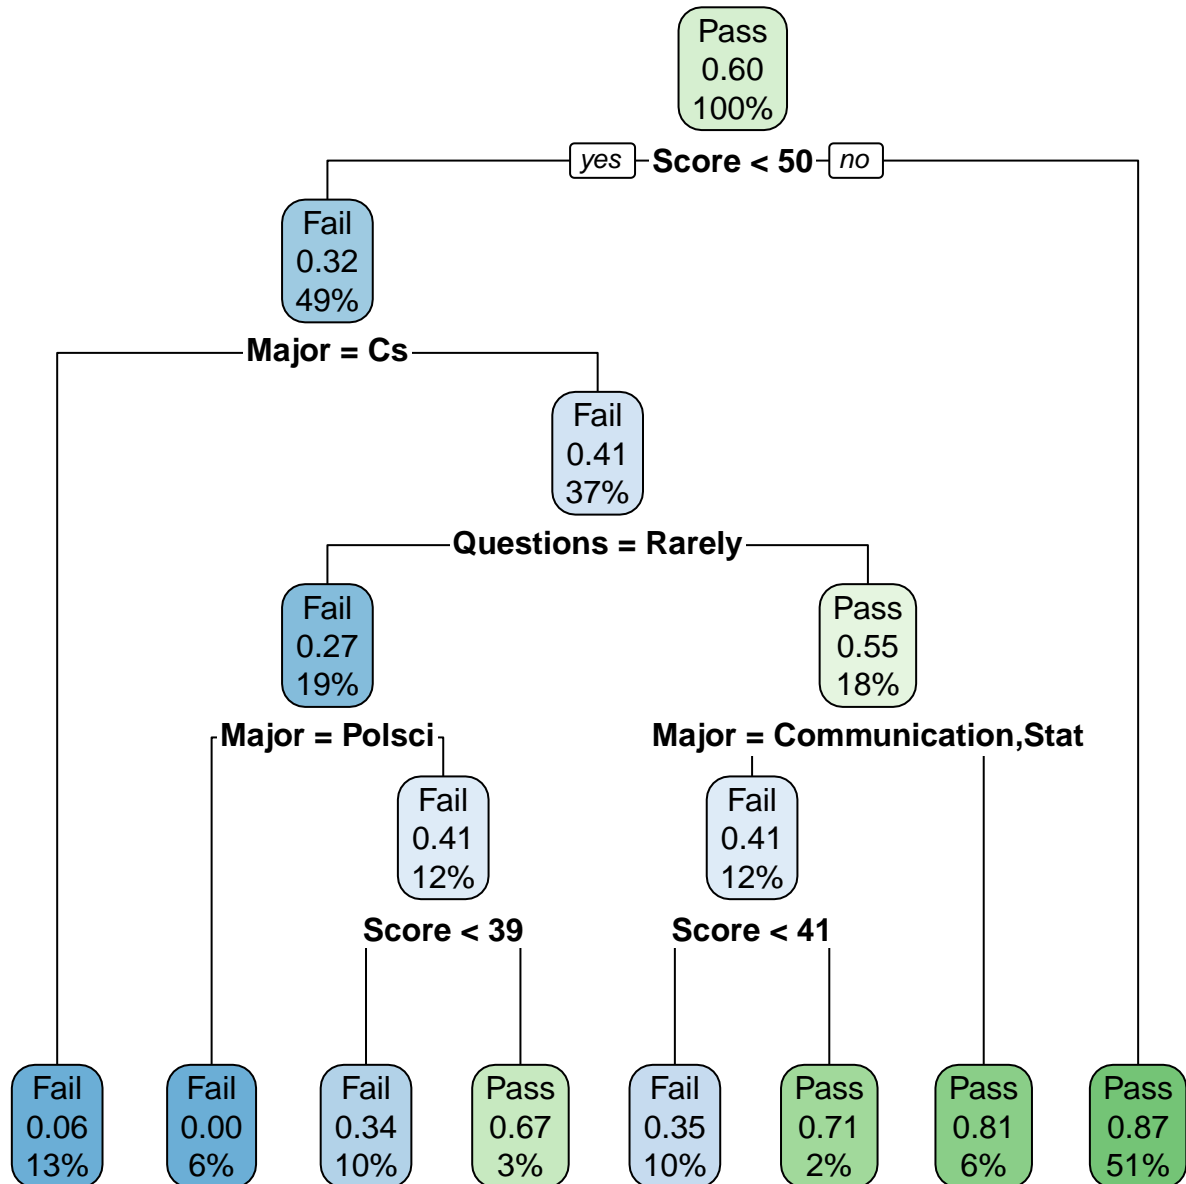 Pass
0.60
100%
yes Score < 50 no
Fail
0.32
49%
Major = Cs
Fail
0.41
37%
Questions = Rarely
Fail
0.27
19%
Pass
0.55
18%
Major = Polsci
Major = Communication,Stat
Fail
0.41
12%
Fail
0.41
12%
Score < 39
Score < 41
Fail
0.06
13%
Fail
0.00
6%
Fail
0.34
10%
Pass
0.67
3%
Fail
0.35
10%
Pass
0.71
2%
Pass
0.81
6%
Pass
0.87
51%